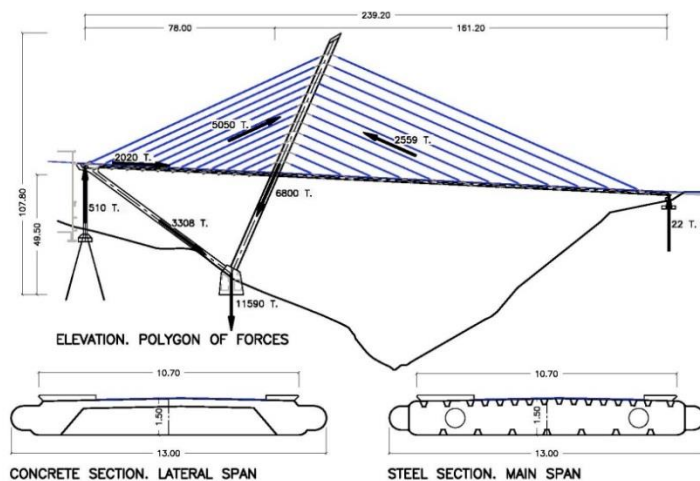 239.20
78.00
161.20
107.80
49.50
5050 T.
2559 T.
2020 T.
510 T.
6800 T.
3308 T.
22 T.
11590 T.
ELEVATION. POLYGON OF FORCES
10.70
1.50
13.00
CONCRETE SECTION. LATERAL SPAN
10.70
1.50
13.00
STEEL SECTION. MAIN SPAN